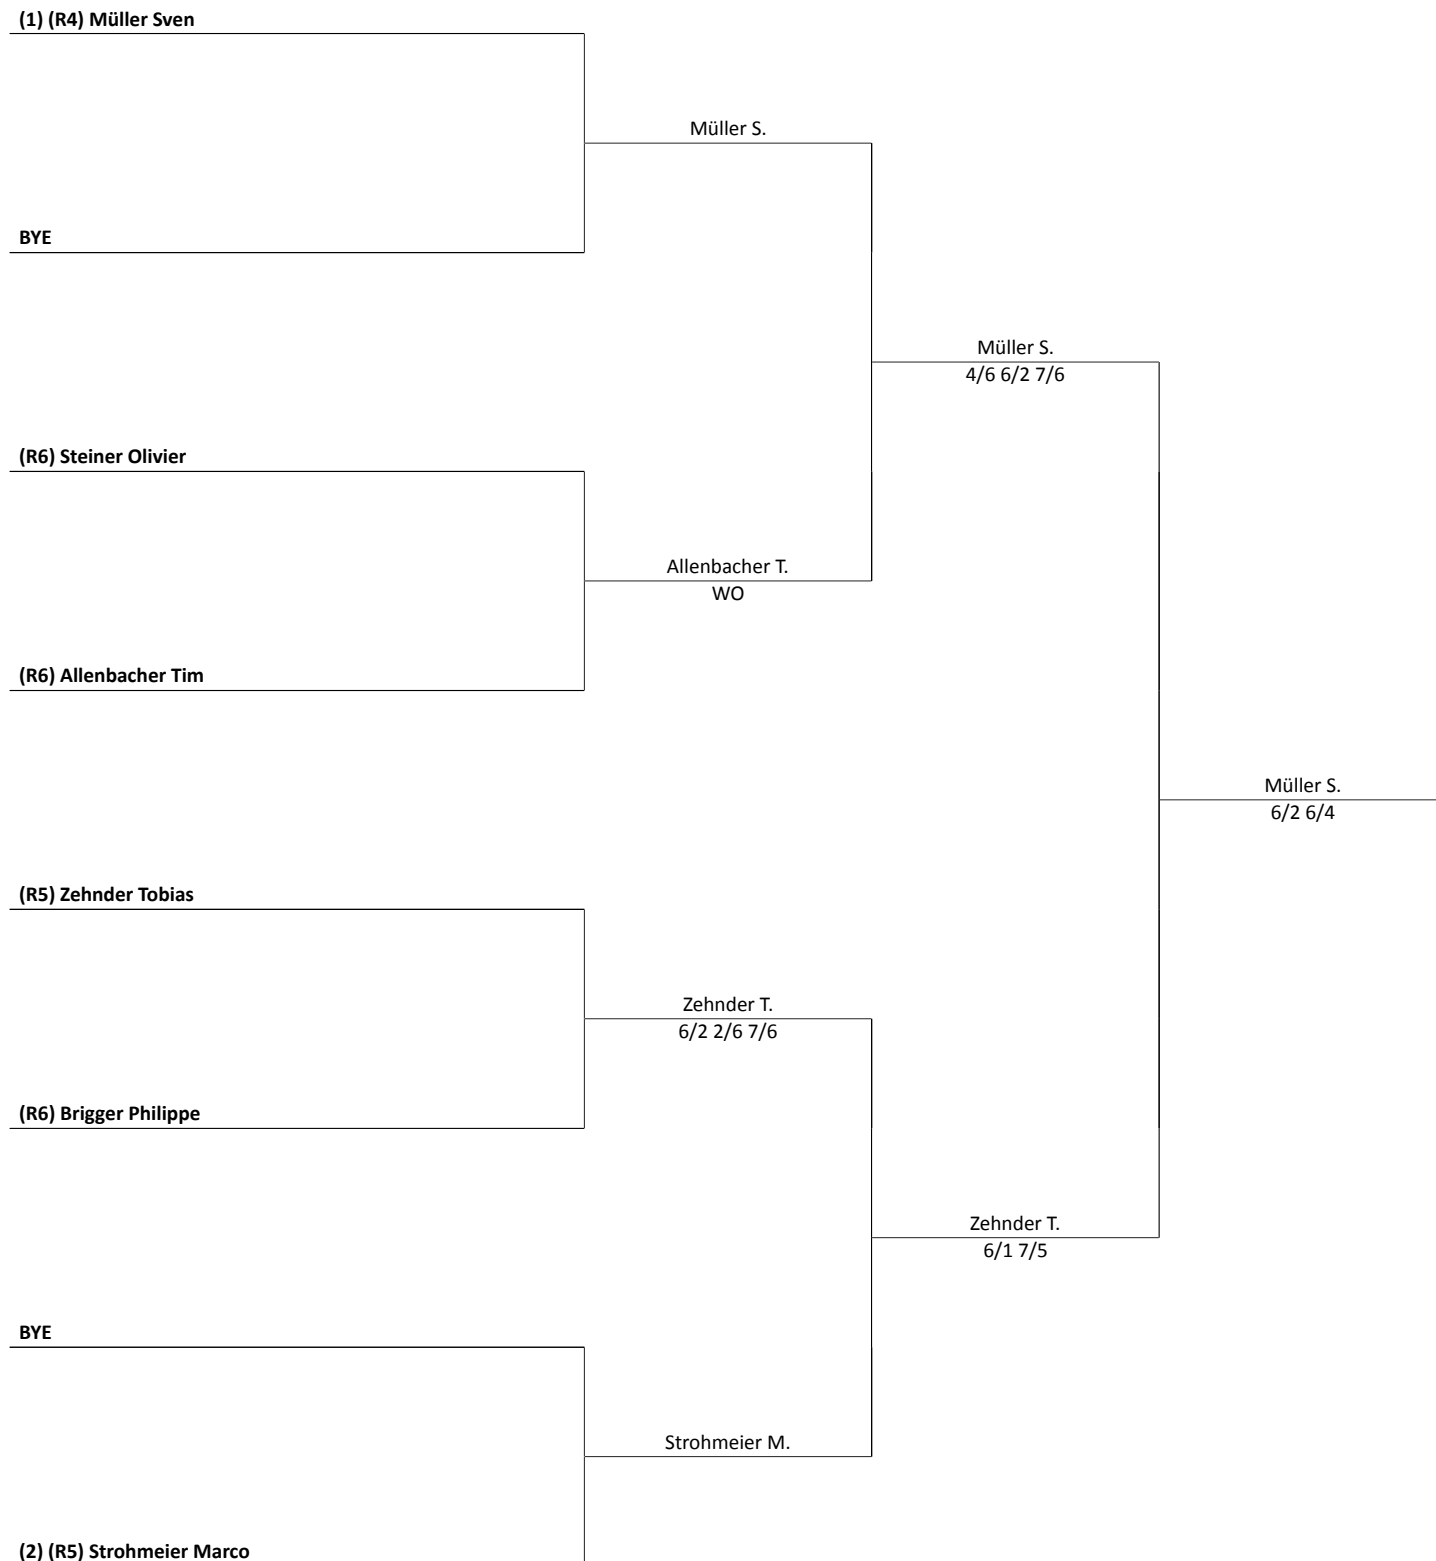 (1) (R4) Müller Sven
Müller S.
BYE
Müller S.
4/6 6/2 7/6
(R6) Steiner Olivier
Allenbacher T.
WO
(R6) Allenbacher Tim
Müller S.
6/2 6/4
(R5) Zehnder Tobias
Zehnder T.
6/2 2/6 7/6
(R6) Brigger Philippe
Zehnder T.
6/1 7/5
BYE
Strohmeier M.
(2) (R5) Strohmeier Marco